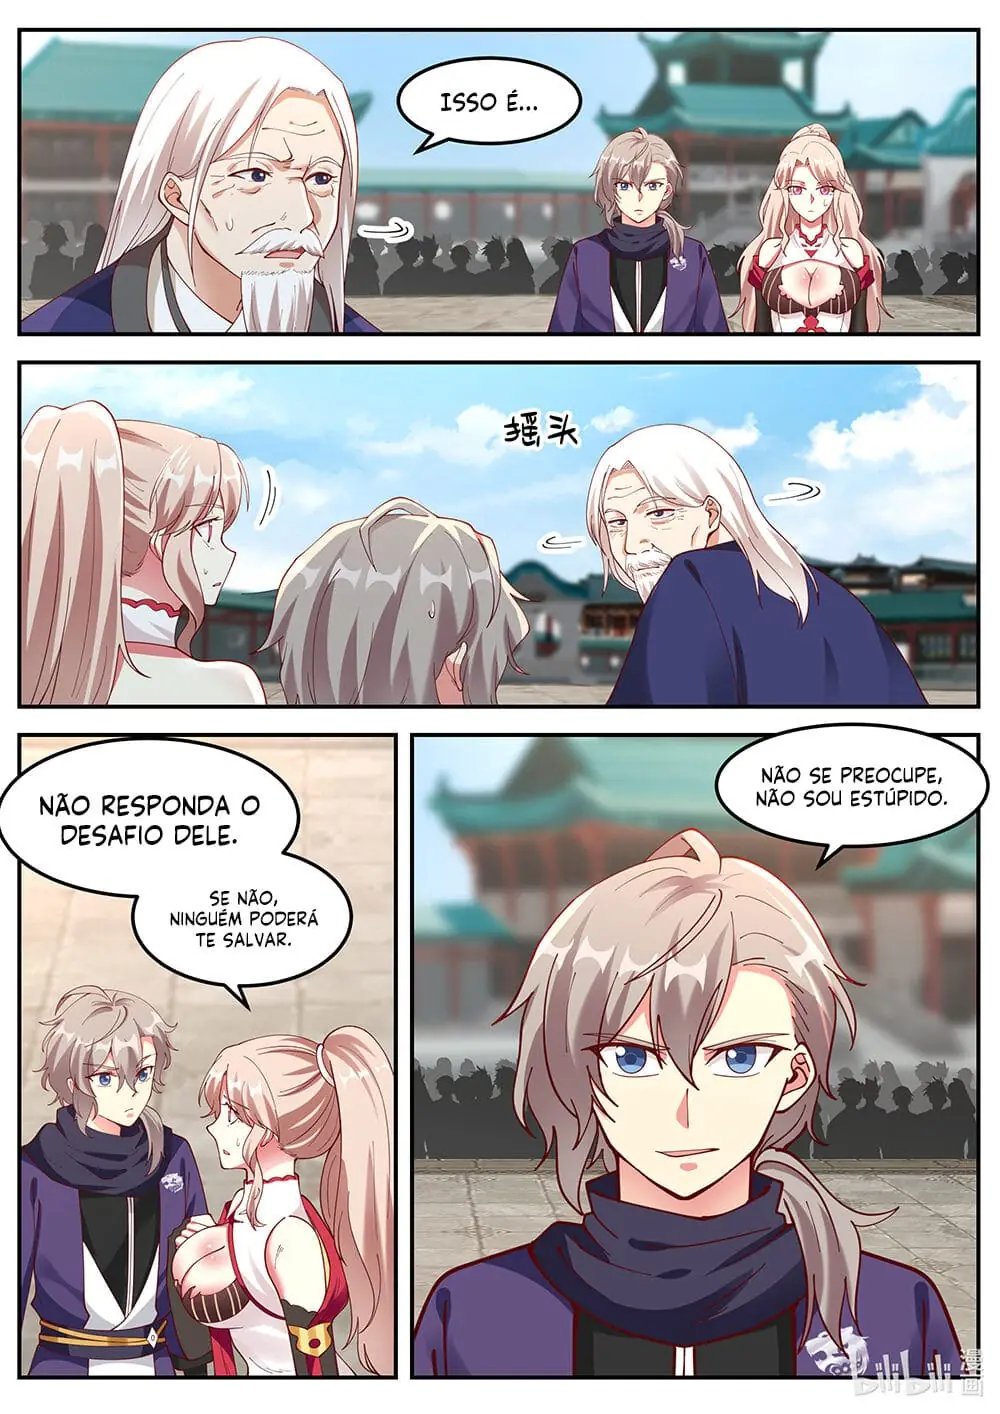 ISSO É...
摇头
NÃO RESPONDA O
DESAFIO DELE.
SE NÃO,
NINGUÉM PODERÁ
TE SALVAR.
NÃO SE PREOCUPE,
NÃO SOU ESTÚPIDO.
bilibili
漫画